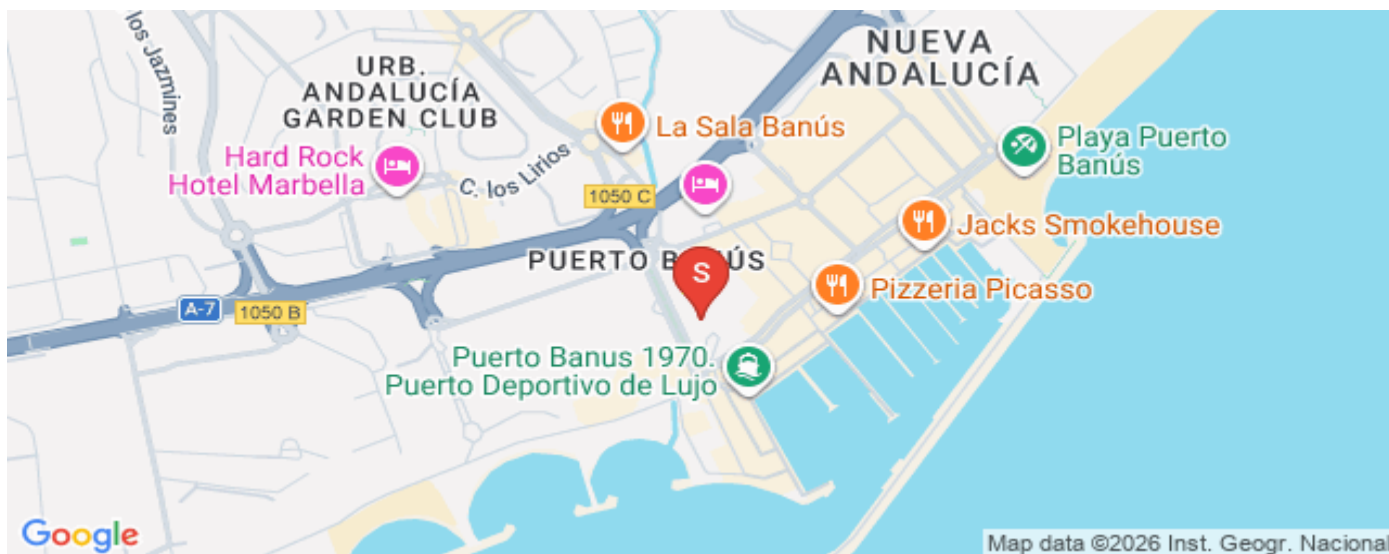 los Jazmines
URB.
ANDALUCÍA
GARDEN CLUB
NUEVA
ANDALUCÍA
La Sala Banús
Playa Puerto
Banús
Hard Rock
Hotel Marbella
C. los Lirios
1050 C
Jacks Smokehouse
PUERTO B
ÚS
S
Pizzeria Picasso
A-7
1050 B
Puerto Banus 1970.
Puerto Deportivo de Lujo
Google
Map data ©2026 Inst. Geogr. Nacional